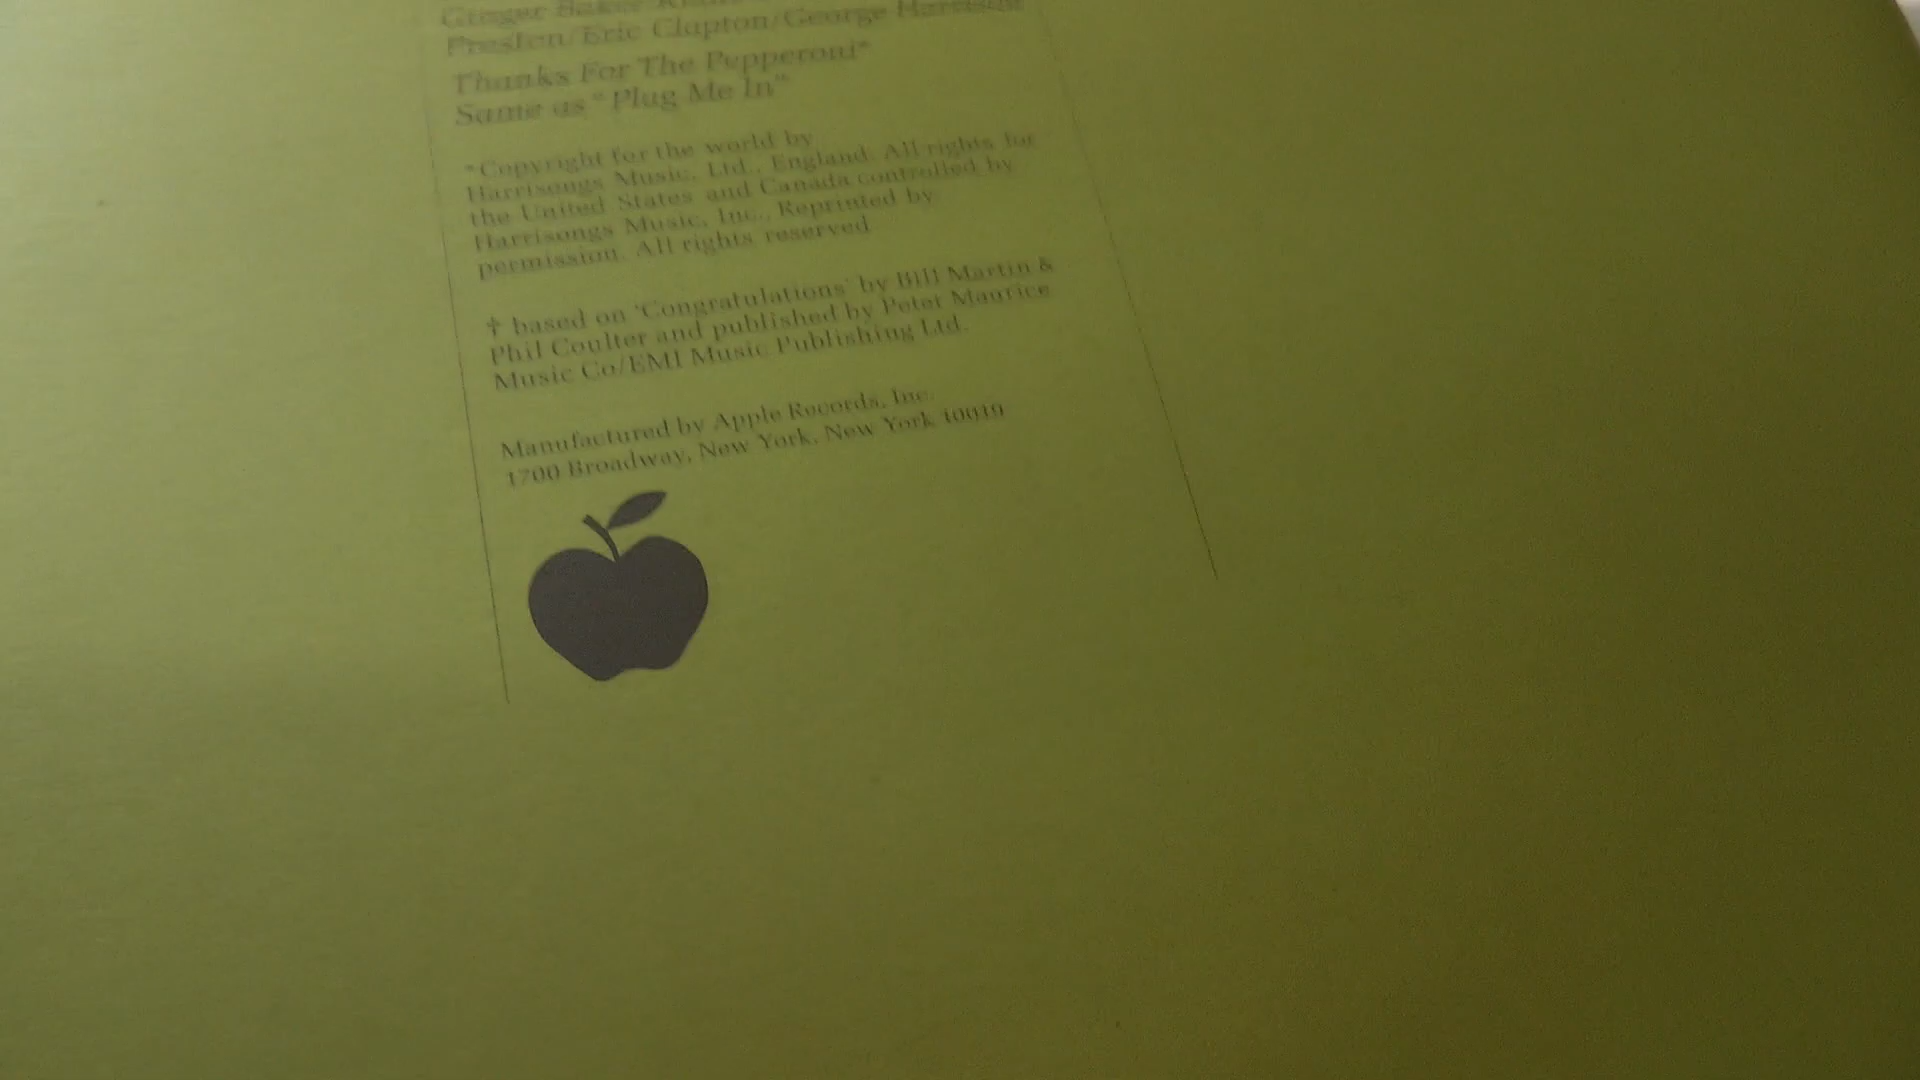 Ginger Baker
Preston/Eric Clapton/George Harrison
Thanks For The Pepperoni*
Same as "Plug Me In"
*Copyright for the world by
Harrisongs Music, Ltd., England. All rights for
the United States and Canada controlled by
Harrisongs Music, Inc., Reprinted by
permission. All rights reserved
† based on 'Congratulations' by Bill Martin &
Phil Coulter and published by Peter Maurice
Music Co/EMI Music Publishing Ltd.
Manufactured by Apple Records, Inc.
1700 Broadway, New York, New York 10019